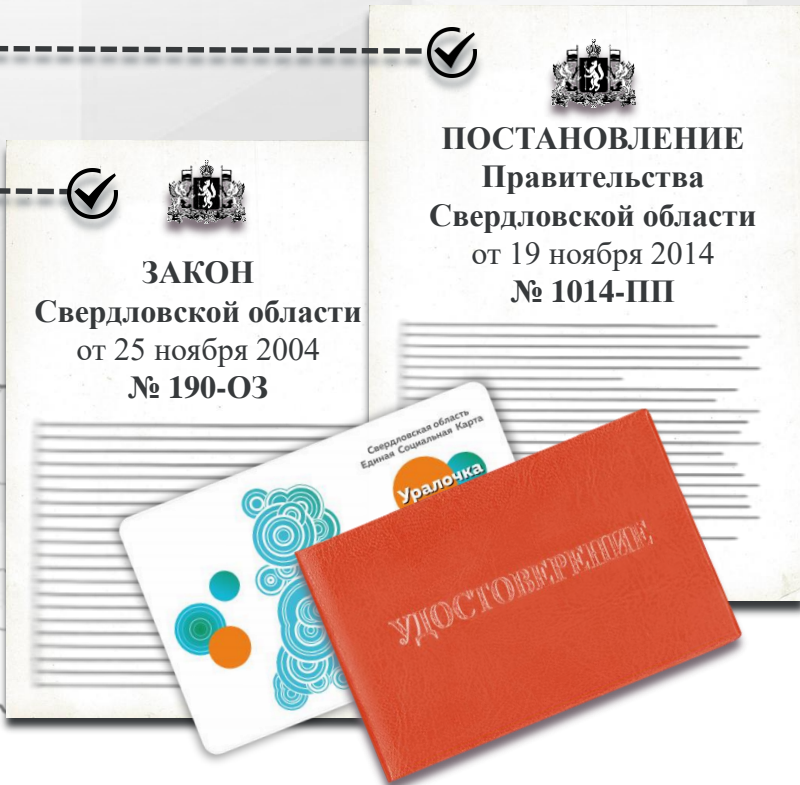 ПОСТАНОВЛЕНИЕ
Правительства
Свердловской области
от 19 ноября 2014
№ 1014-ПП
ЗАКОН
Свердловской области
от 25 ноября 2004
№ 190-ОЗ
Свердловская область
Единая Социальная Карта
Уралочка
УДОСТОВЕРЕНИЕ